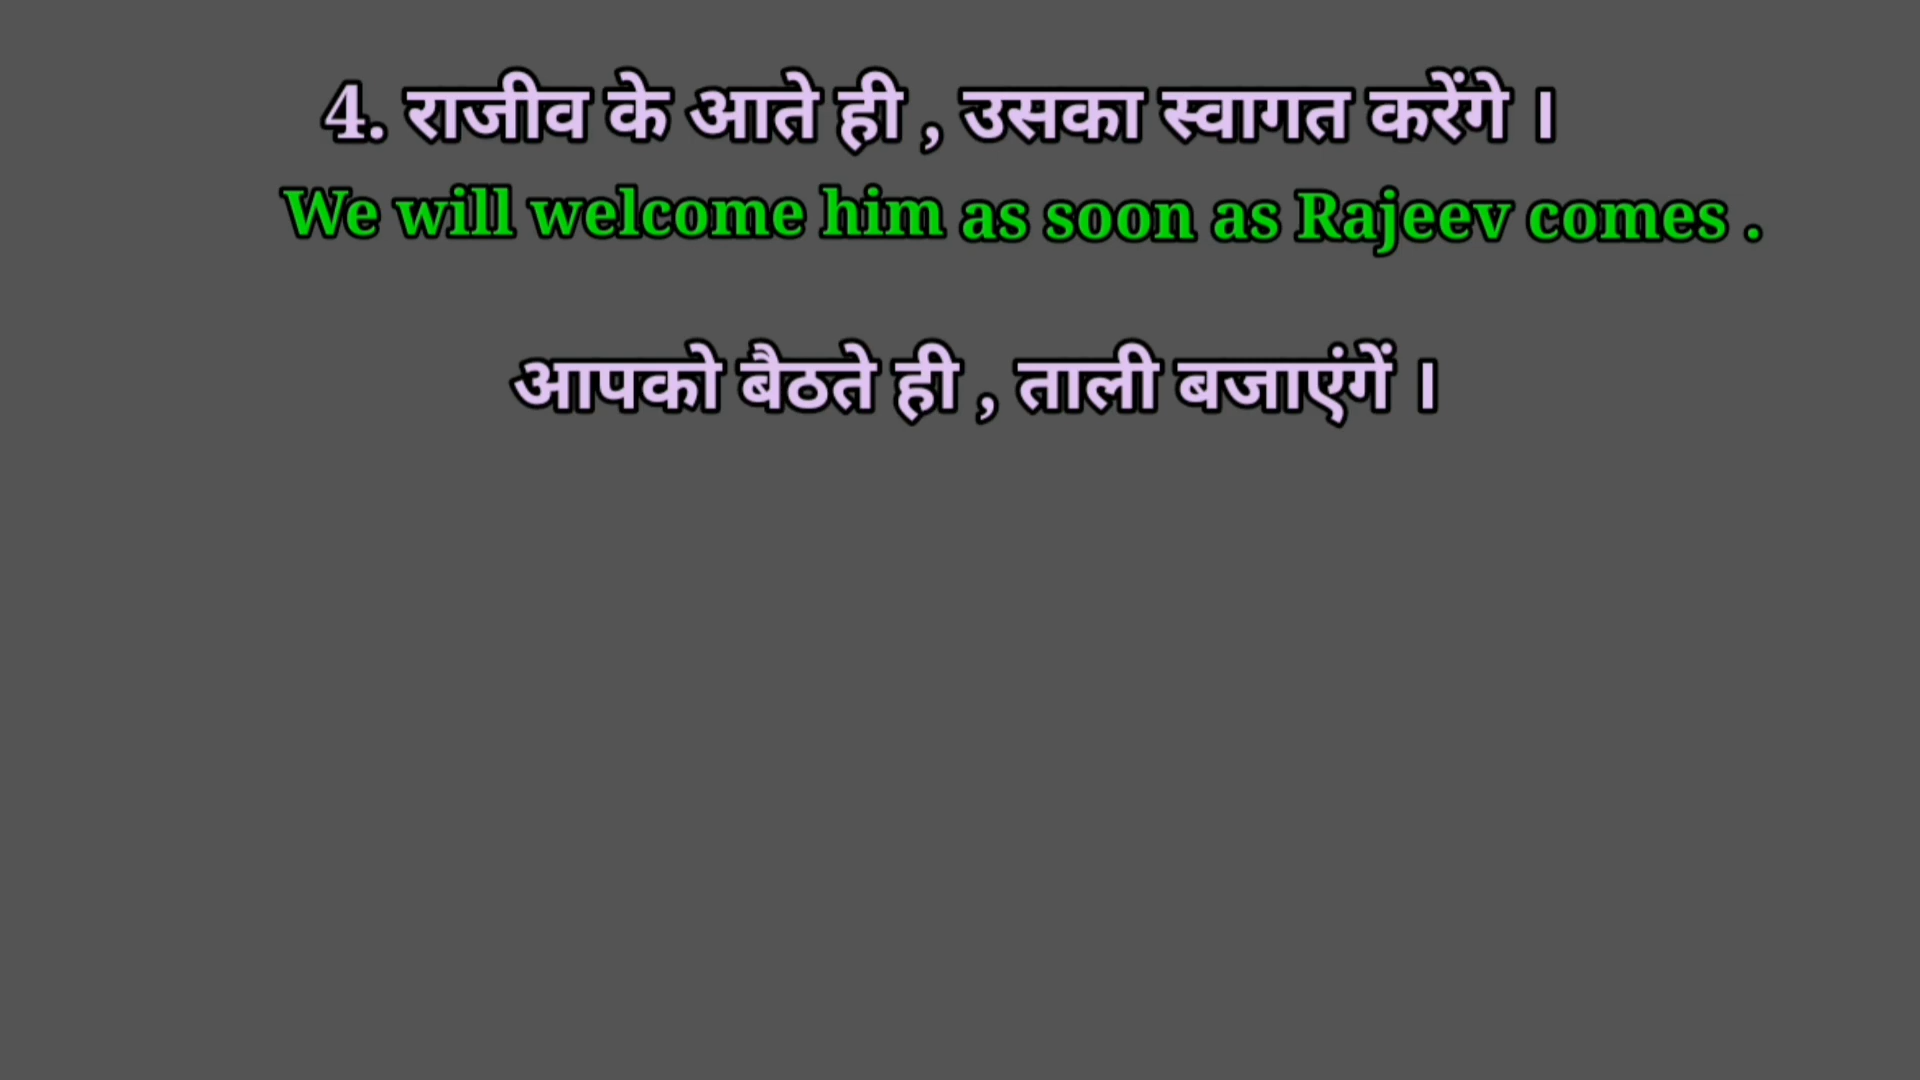 4. राजीव के आते ही , उसका स्वागत करेंगे ।
We will welcome him as soon as Rajeev comes .
आपको बैठते ही , ताली बजाएंगें ।